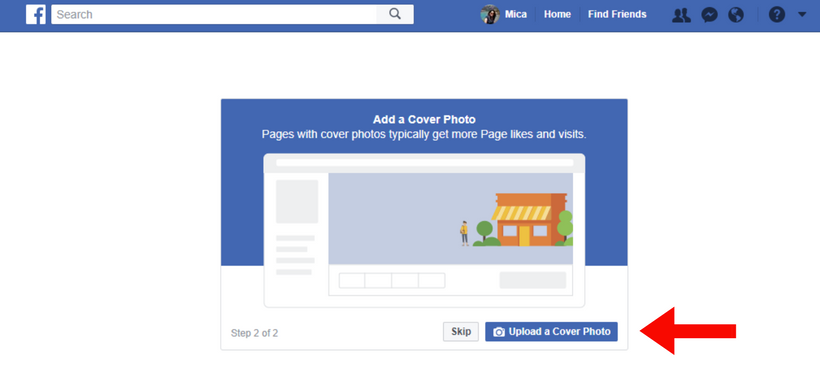 f Search Mica Home Find Friends ?
Add a Cover Photo
Pages with cover photos typically get more Page likes and visits.
Step 2 of 2 Skip Upload a Cover Photo